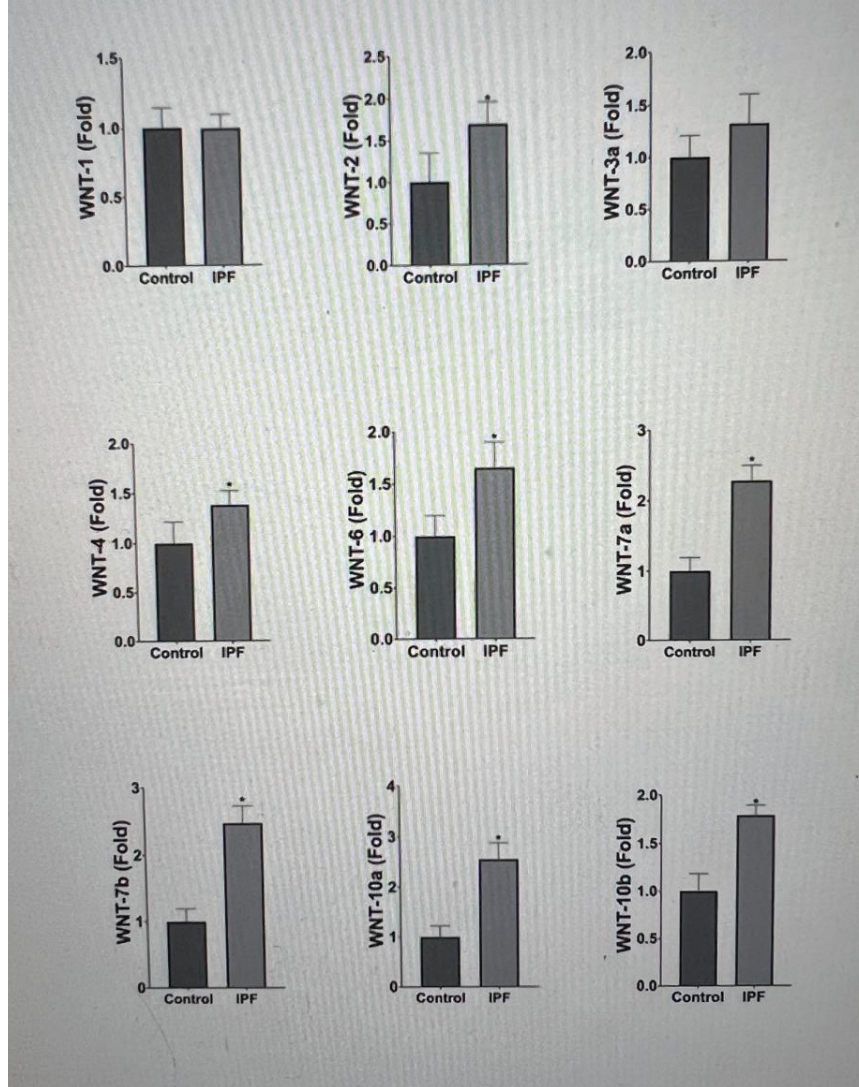 WNT-1 (Fold)
1.5
1.0
0.5
0.0
Control IPF
WNT-2 (Fold)
2.5
2.0
1.5
1.0
0.5
0.0
*
Control IPF
WNT-3a (Fold)
2.0
1.5
1.0
0.5
0.0
Control IPF
WNT-4 (Fold)
2.0
1.5
1.0
0.5
0.0
*
Control IPF
WNT-6 (Fold)
2.0
1.5
1.0
0.5
0.0
*
Control IPF
WNT-7a (Fold)
3
2
1
0
*
Control IPF
WNT-7b (Fold)
3
2
1
0
*
Control IPF
WNT-10a (Fold)
4
3
2
1
0
*
Control IPF
WNT-10b (Fold)
2.0
1.5
1.0
0.5
0.0
*
Control IPF